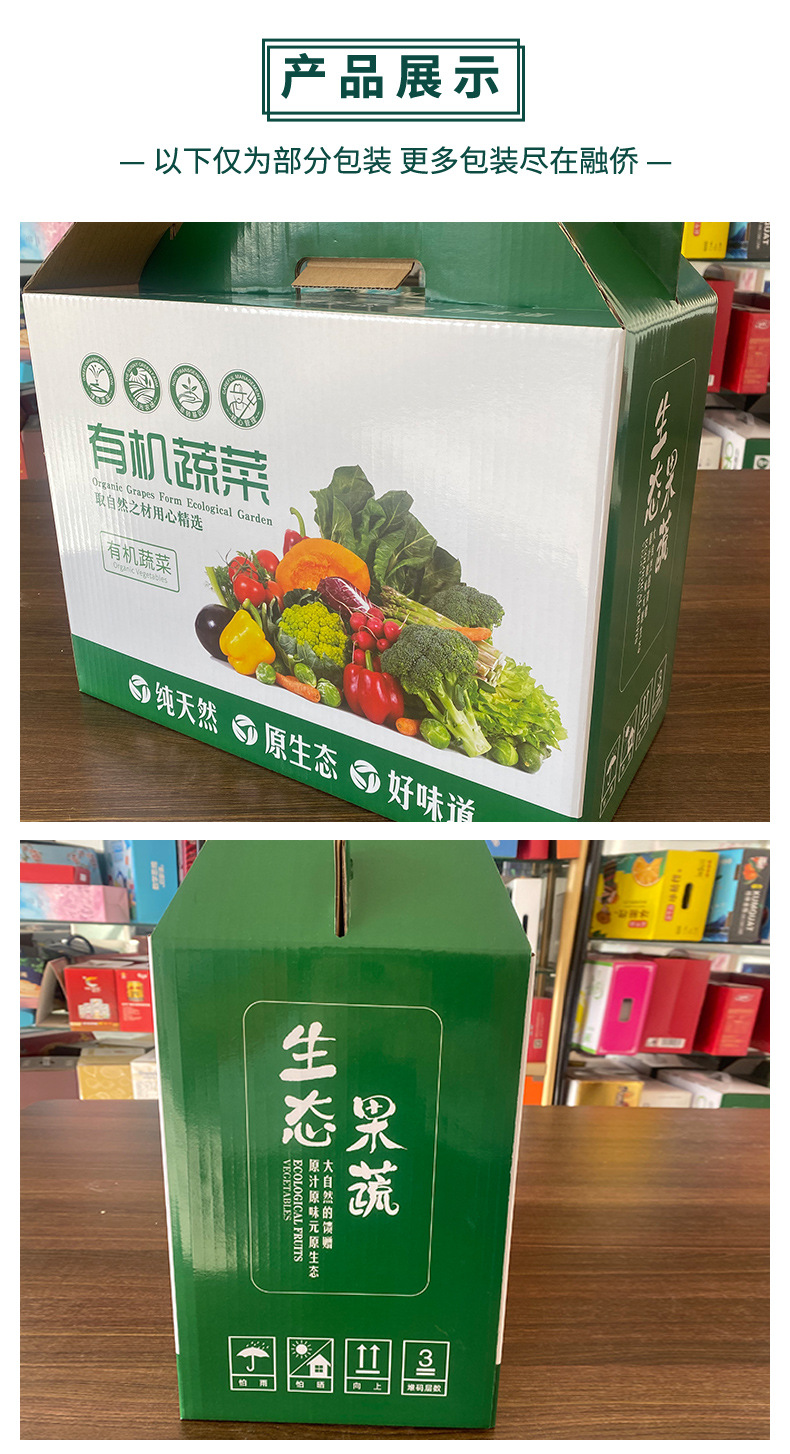 产品展示
— 以下仅为部分包装 更多包装尽在融侨 —
有机蔬菜
Organic Grapes Form Ecological Garden
取自然之材用心精选
有机蔬菜
Organic Vegetables
纯天然 原生态 好味道
生态
果蔬
KUMQUAT
生态
果蔬
大自然的馈赠
原汁原味元原生态
ECOLOGICAL FRUITS
VEGETABLES
怕雨 怕晒 向上 3 堆码层数